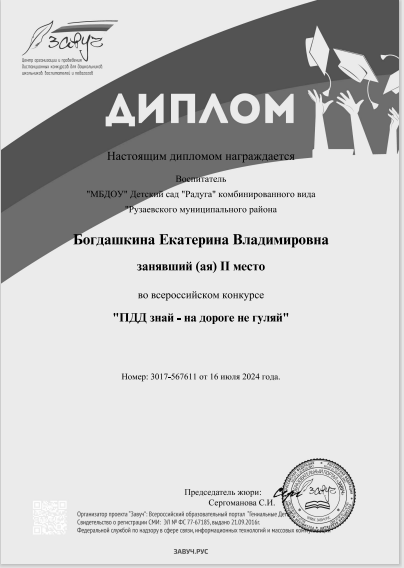 завуч
Центр организации и проведения
дистанционных конкурсов для дошкольников,
школьников, воспитателей и педагогов
ДИПЛОМ
Настоящим дипломом награждается
Воспитатель
"МБДОУ" Детский сад "Радуга" комбинированного вида
"Рузаевского муниципального района
Богдашкина Екатерина Владимировна
занявший (ая) II место
во всероссийском конкурсе
"ПДД знай - на дороге не гуляй"
Номер: 3017-567611 от 16 июля 2024 года.
Председатель жюри:
Сергоманова С.И.
завуч
Организатор проекта "Завуч": Всероссийский образовательный портал "Гениальные
Свидетельство о регистрации СМИ: ЭЛ № ФС 77-67185, выдано 21.09.2016г.
Федеральной службой по надзору в сфере связи, информационных технологий и массовых
ЗАВУЧ.РУС